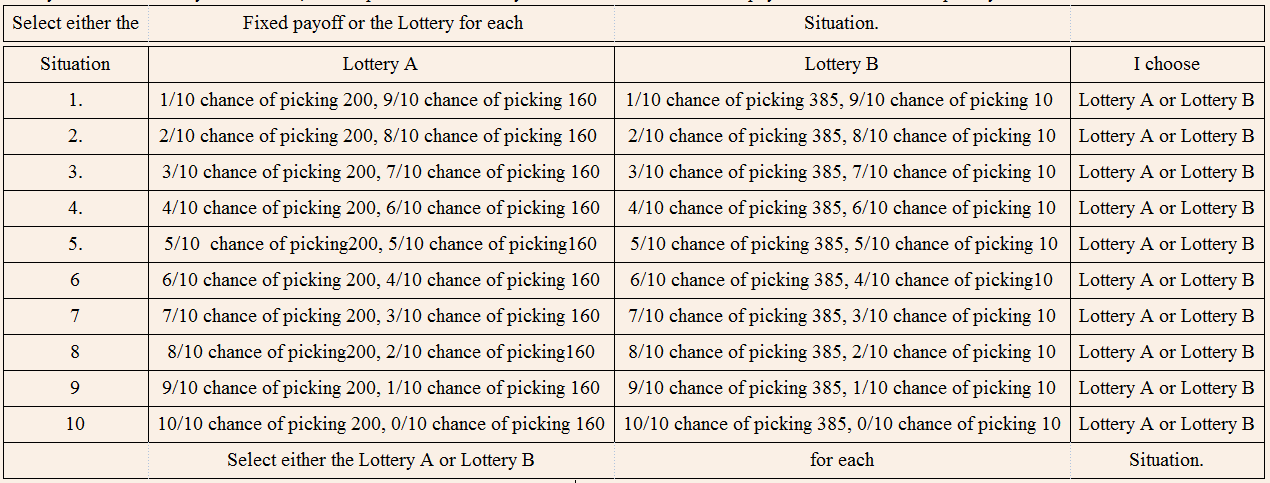 Select either the Fixed payoff or the Lottery for each Situation.
Situation Lottery A Lottery B I choose
1. 1/10 chance of picking 200, 9/10 chance of picking 160 1/10 chance of picking 385, 9/10 chance of picking 10 Lottery A or Lottery B
2. 2/10 chance of picking 200, 8/10 chance of picking 160 2/10 chance of picking 385, 8/10 chance of picking 10 Lottery A or Lottery B
3. 3/10 chance of picking 200, 7/10 chance of picking 160 3/10 chance of picking 385, 7/10 chance of picking 10 Lottery A or Lottery B
4. 4/10 chance of picking 200, 6/10 chance of picking 160 4/10 chance of picking 385, 6/10 chance of picking 10 Lottery A or Lottery B
5. 5/10 chance of picking200, 5/10 chance of picking160 5/10 chance of picking 385, 5/10 chance of picking 10 Lottery A or Lottery B
6 6/10 chance of picking 200, 4/10 chance of picking 160 6/10 chance of picking 385, 4/10 chance of picking10 Lottery A or Lottery B
7 7/10 chance of picking 200, 3/10 chance of picking 160 7/10 chance of picking 385, 3/10 chance of picking 10 Lottery A or Lottery B
8 8/10 chance of picking200, 2/10 chance of picking160 8/10 chance of picking 385, 2/10 chance of picking 10 Lottery A or Lottery B
9 9/10 chance of picking 200, 1/10 chance of picking 160 9/10 chance of picking 385, 1/10 chance of picking 10 Lottery A or Lottery B
10 10/10 chance of picking 200, 0/10 chance of picking 160 10/10 chance of picking 385, 0/10 chance of picking 10 Lottery A or Lottery B
Select either the Lottery A or Lottery B for each Situation.